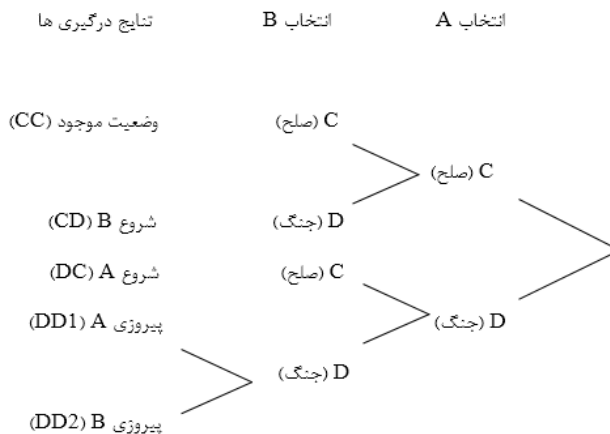 انتخاب A انتخاب B تنایج درگیری ها
C (صلح) وضعیت موجود (CC)
C (صلح)
D (جنگ) شروع B (CD)
C (صلح) شروع A (DC)
D (جنگ) پیروزی A (DD1)
D (جنگ)
پیروزی B (DD2)